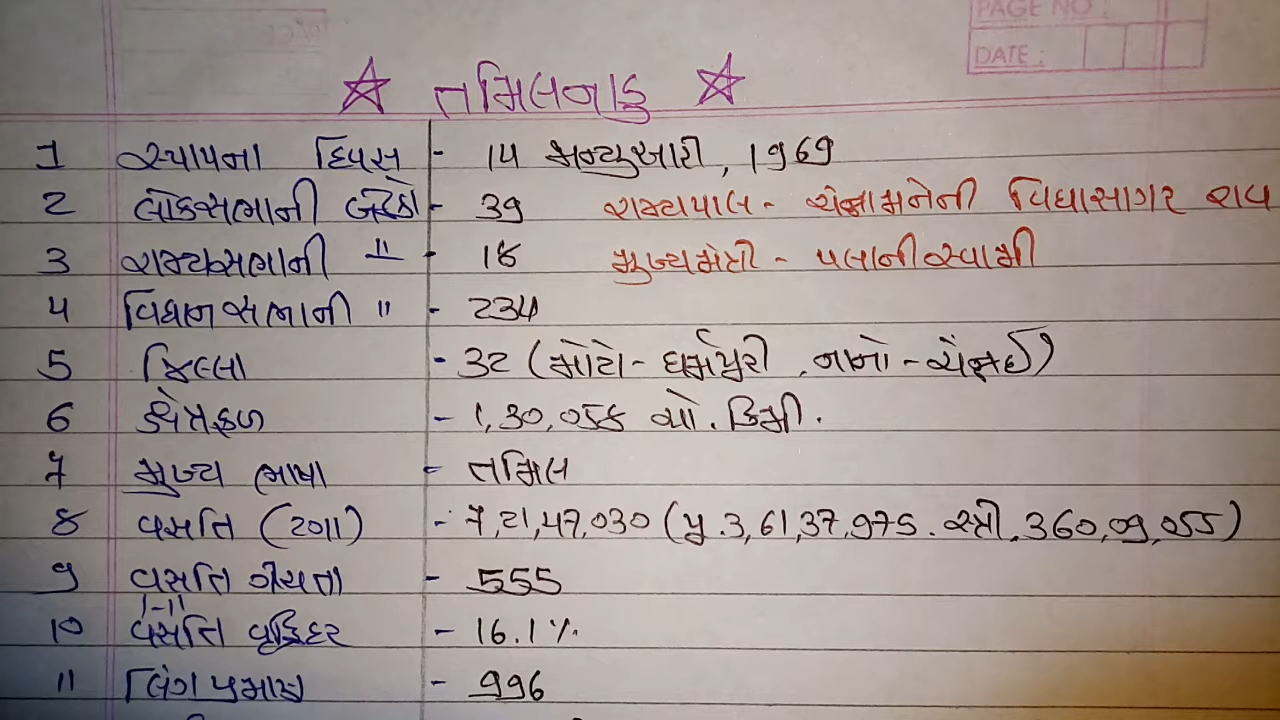 PAGE NO :
DATE :
☆ તમિલનાડુ ☆
1 સ્થાપના દિવસ - 14 જાન્યુઆરી, 1969
2 લોકસભાની બેઠકો - 39 રાજ્યપાલ - ચેન્નામનેની વિદ્યાસાગર રાવ
3 રાજ્યસભાની " - 18 મુખ્યમંત્રી - પલાનીસ્વામી
4 વિધાનસભાની " - 234
5 જિલ્લા - 32 (મોટો - ધર્મપુરી, નાનો - ચેન્નઈ)
6 ક્ષેત્રફળ - 1,30,058 ચો. કિમી.
7 મુખ્ય ભાષા - તમિલ
8 વસતિ (2011) - 7,21,47,030 (પુ. 3,61,37,975. સ્ત્રી. 360,09,055)
9 વસતિ ગીચતા - 555
1-11
10 વસતિ વૃદ્ધિદર - 16.1%
11 લિંગ પ્રમાણ - 996